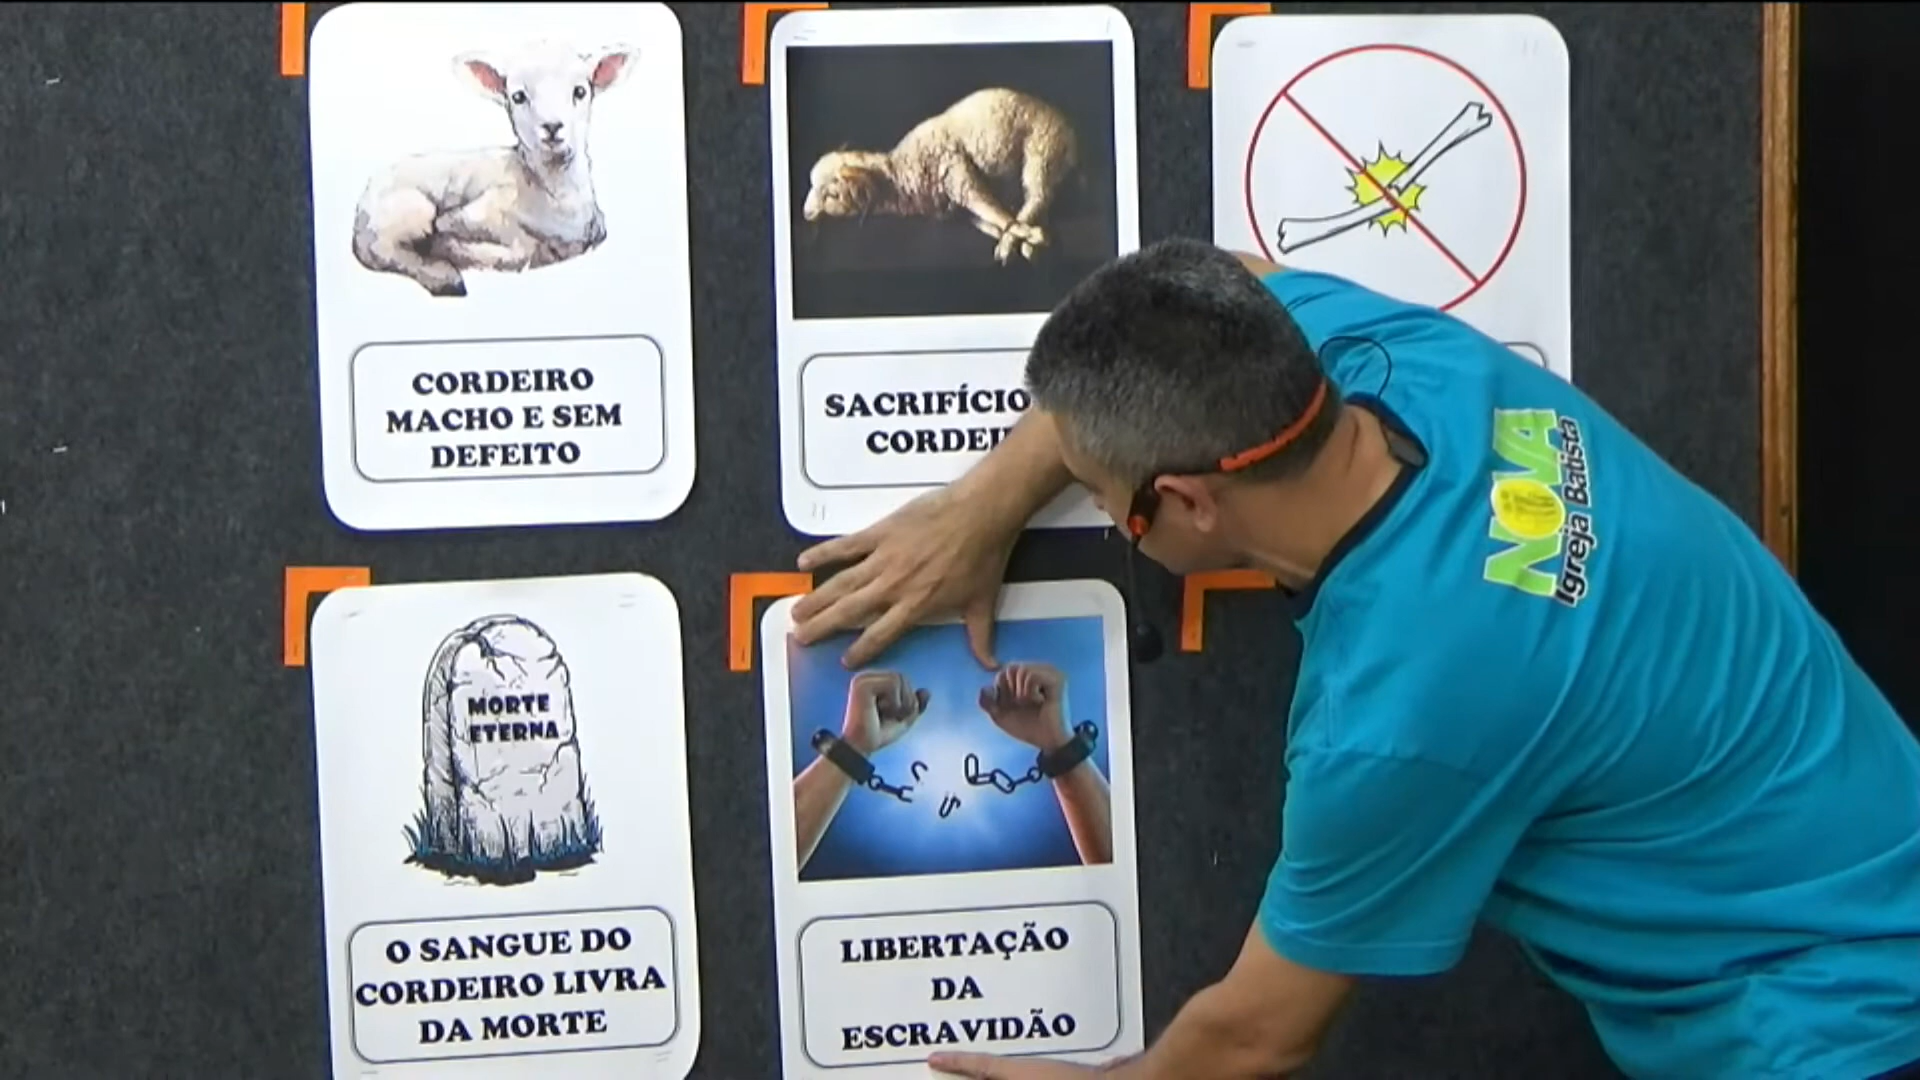 CORDEIRO
MACHO E SEM
DEFEITO
SACRIFÍCIO
MORTE
ETERNA
O SANGUE DO
CORDEIRO LIVRA
DA MORTE
LIBERTAÇÃO
DA
ESCRAVIDÃO
NOVA
Igreja Batista